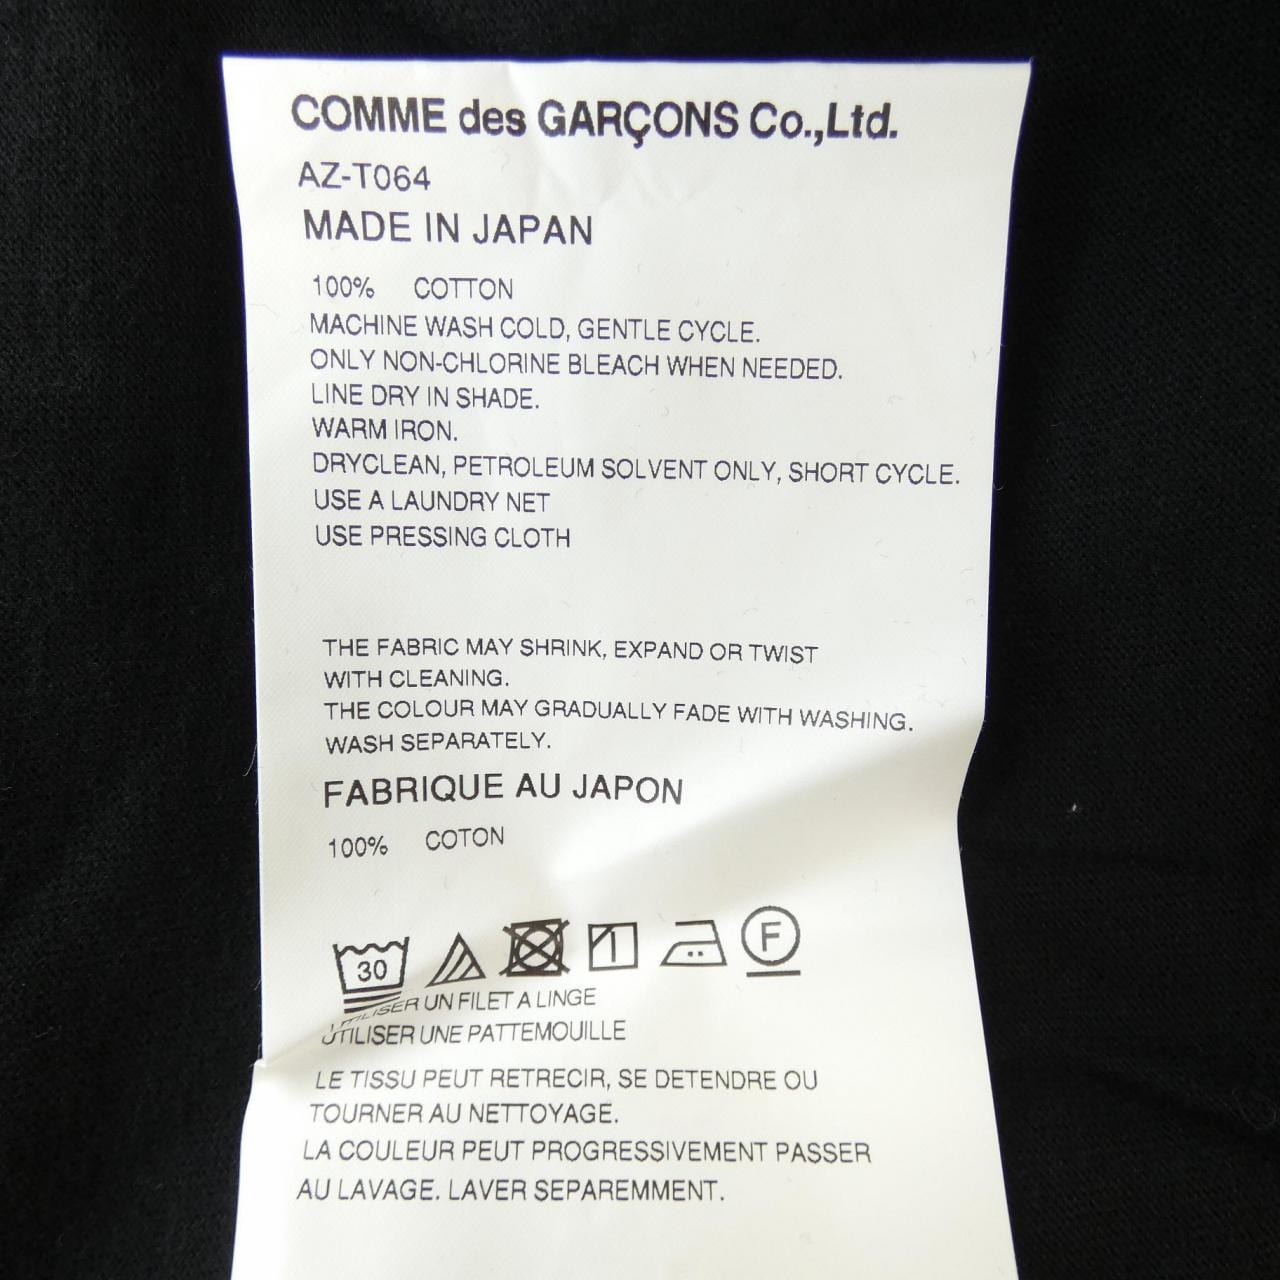 COMME des GARÇONS Co.,Ltd.
AZ-T064
MADE IN JAPAN
100% COTTON
MACHINE WASH COLD, GENTLE CYCLE.
ONLY NON-CHLORINE BLEACH WHEN NEEDED.
LINE DRY IN SHADE.
WARM IRON.
DRYCLEAN, PETROLEUM SOLVENT ONLY, SHORT CYCLE.
USE A LAUNDRY NET
USE PRESSING CLOTH
THE FABRIC MAY SHRINK, EXPAND OR TWIST
WITH CLEANING.
THE COLOUR MAY GRADUALLY FADE WITH WASHING.
WASH SEPARATELY.
FABRIQUE AU JAPON
100% COTON
30 F
UTILISER UN FILET A LINGE
UTILISER UNE PATTEMOUILLE
LE TISSU PEUT RETRECIR, SE DETENDRE OU
TOURNER AU NETTOYAGE.
LA COULEUR PEUT PROGRESSIVEMENT PASSER
AU LAVAGE. LAVER SEPAREMMENT.